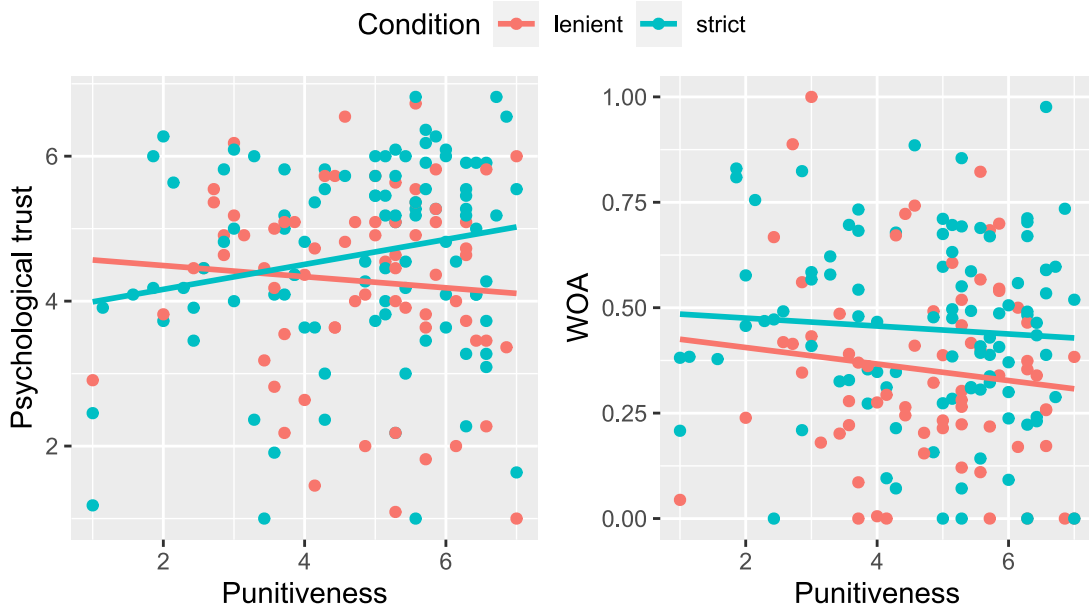 Condition lenient strict
Psychological trust
6
4
2
2 4 6
Punitiveness
WOA
1.00
0.75
0.50
0.25
0.00
2 4 6
Punitiveness